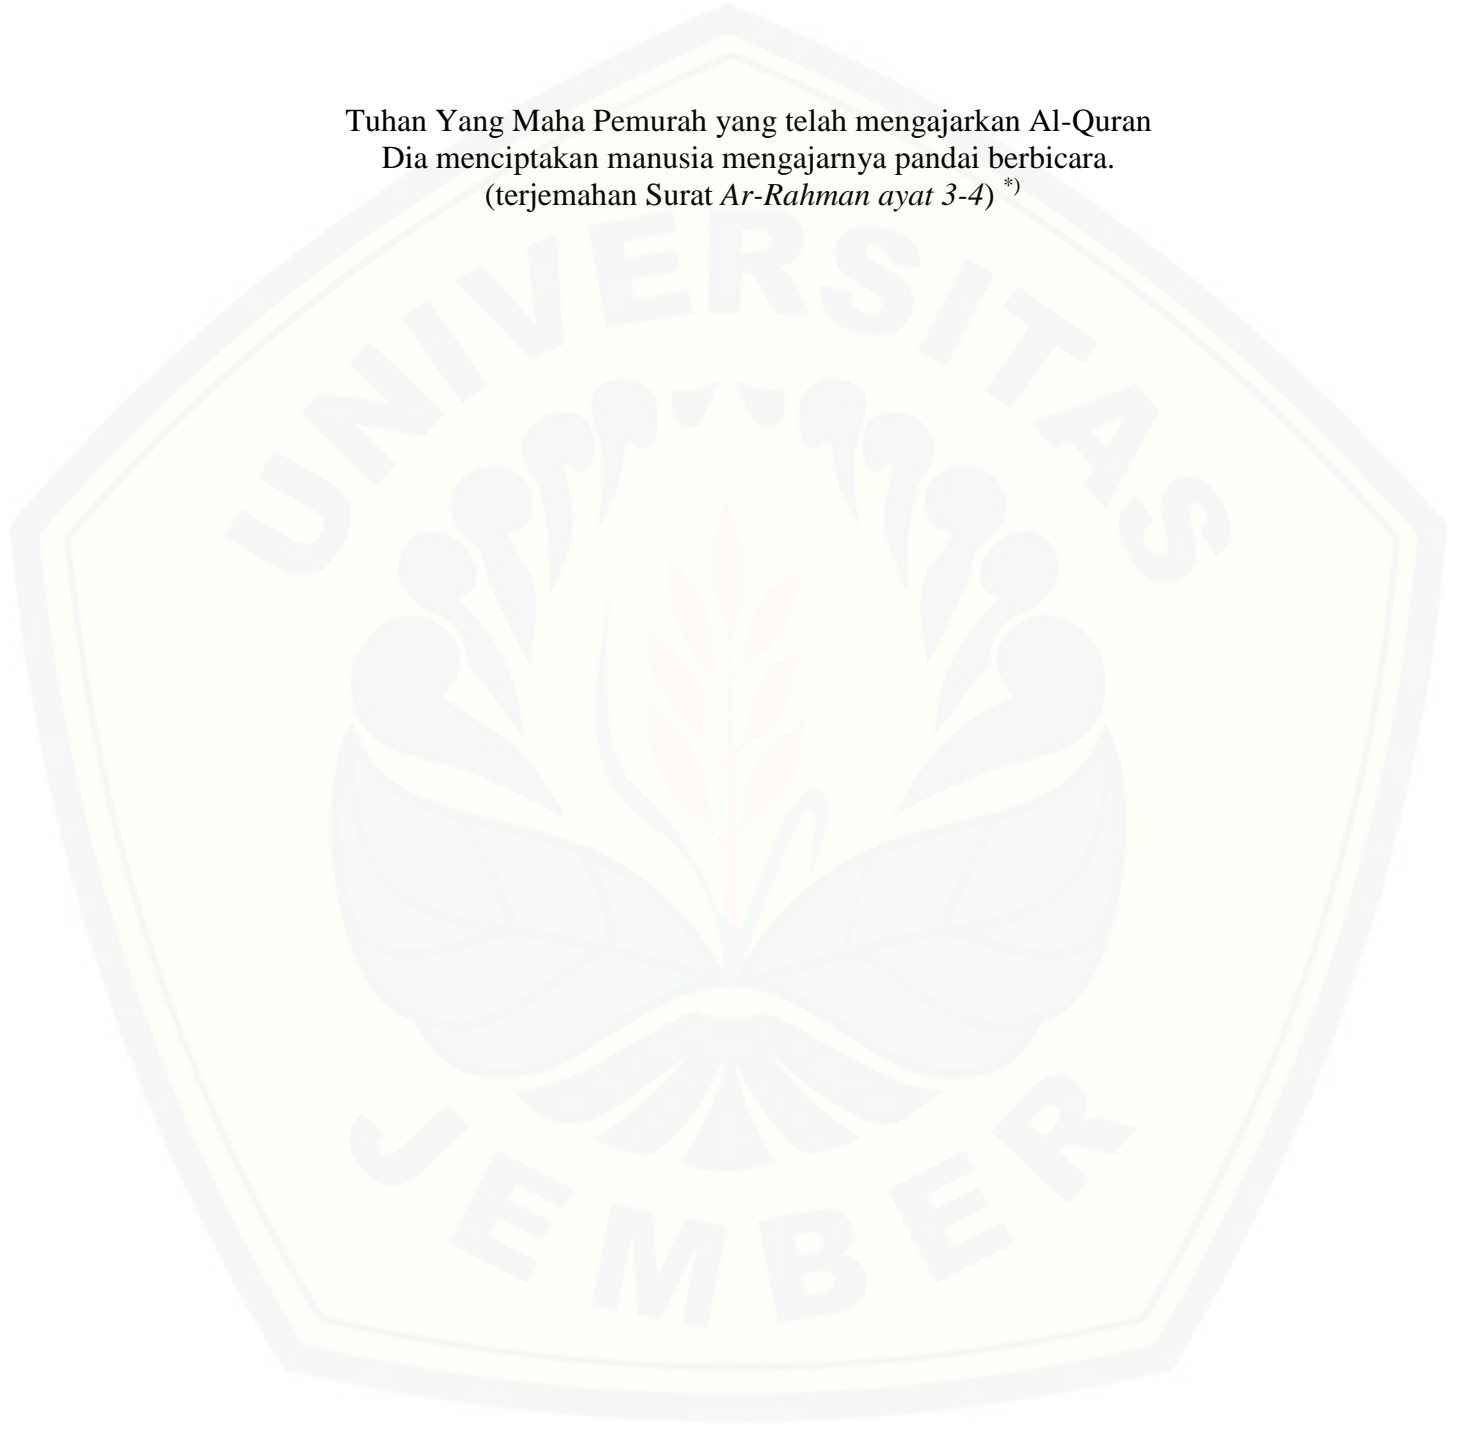 Tuhan Yang Maha Pemurah yang telah mengajarkan Al-Quran
Dia menciptakan manusia mengajarnya pandai berbicara.
(terjemahan Surat Ar-Rahman ayat 3-4) *)
UNIVERSITAS
JEMBER